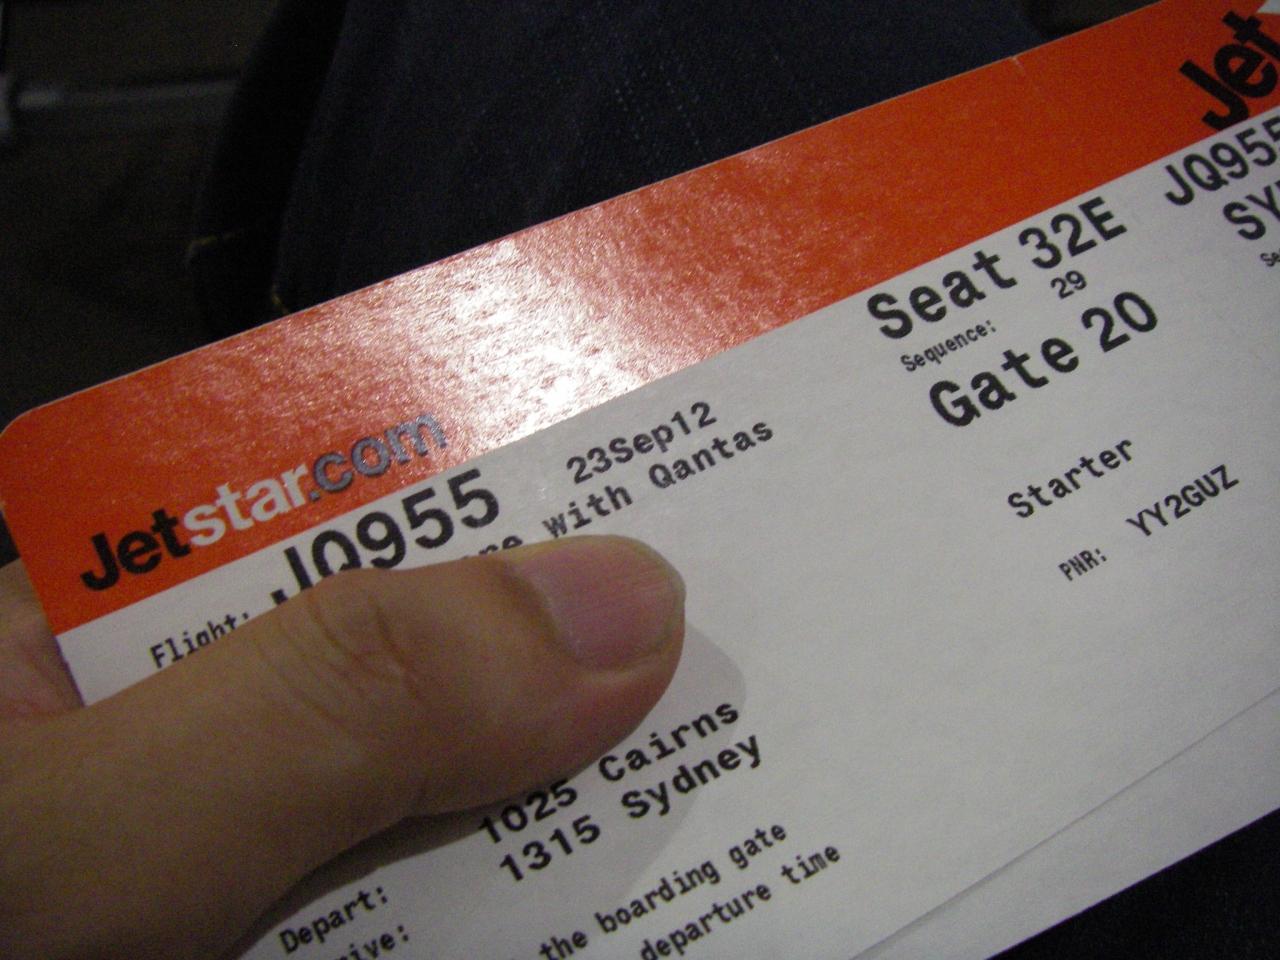 Jetstar.com
Flight: JQ955 23Sep12
with Qantas
Depart: 1025 Cairns
1315 Sydney
the boarding gate
departure time
Seat 32E
Sequence: 29
Gate 20
Starter
PNR: YY2GUZ
Jet
JQ955